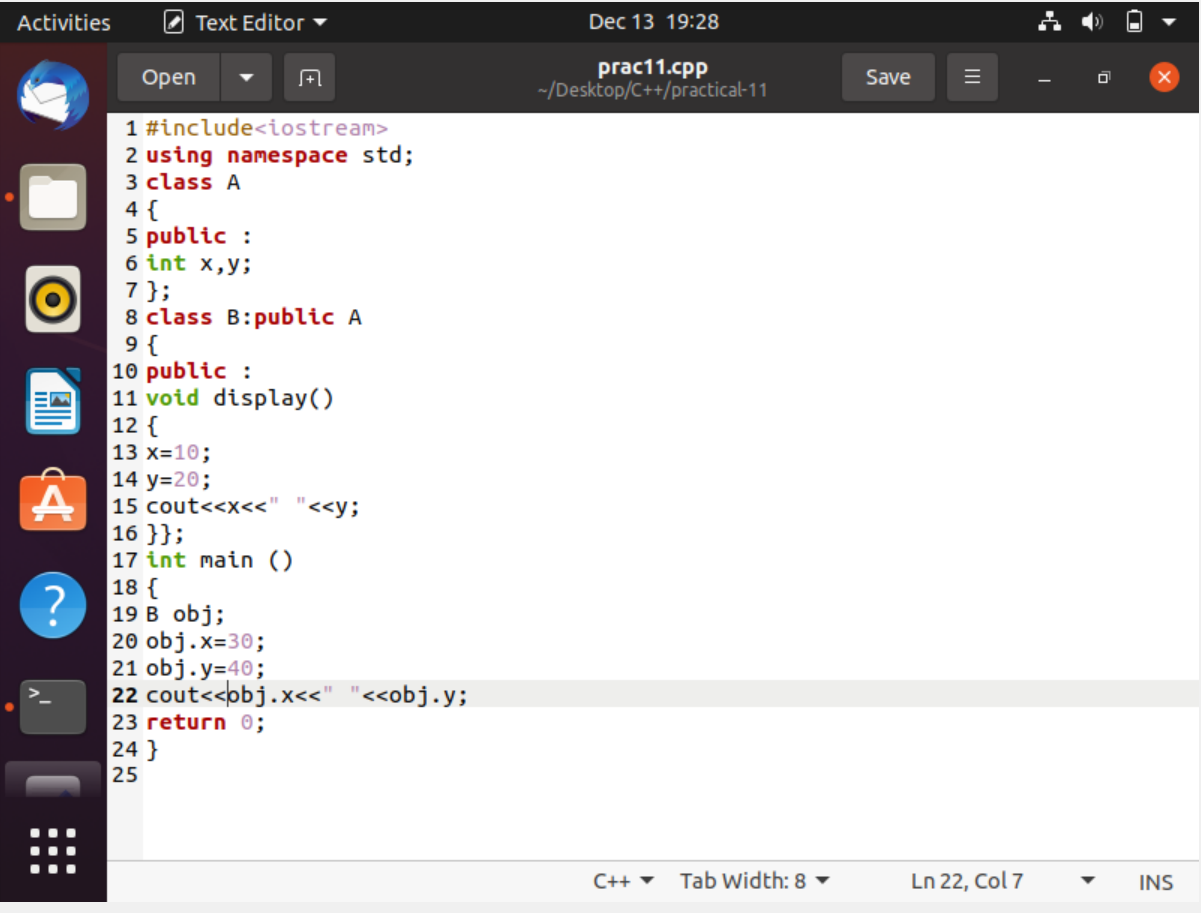 Activities Text Editor Dec 13 19:28
Open prac11.cpp Save
~/Desktop/C++/practical-11
1 #include<iostream>
2 using namespace std;
3 class A
4 {
5 public :
6 int x,y;
7 };
8 class B:public A
9 {
10 public :
11 void display()
12 {
13 x=10;
14 y=20;
15 cout<<x<<" "<<y;
16 }};
17 int main ()
18 {
19 B obj;
20 obj.x=30;
21 obj.y=40;
22 cout<<obj.x<<" "<<obj.y;
23 return 0;
24 }
25
C++ Tab Width: 8 Ln 22, Col 7 INS